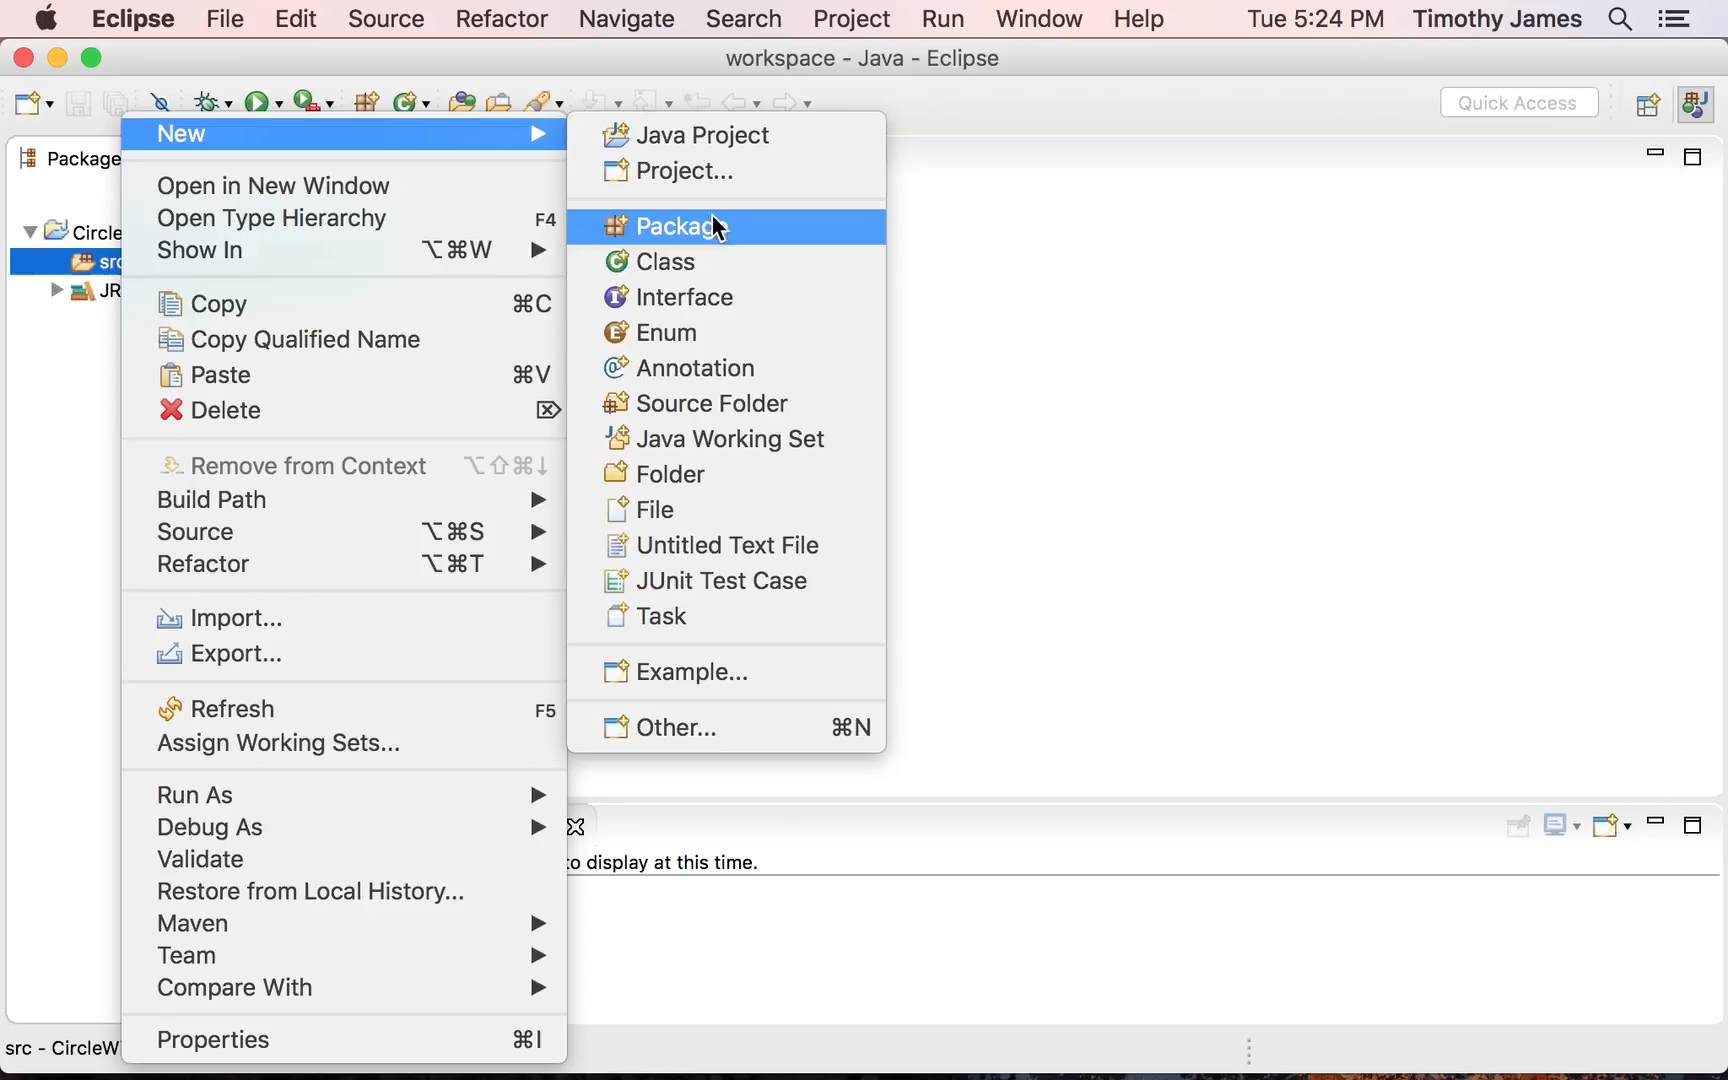 Eclipse File Edit Source Refactor Navigate Search Project Run Window Help Tue 5:24 PM Timothy James
workspace - Java - Eclipse
Quick Access
Package
Circle
src
JR
New
Open in New Window
Open Type Hierarchy F4
Show In ⌥⌘W
Copy ⌘C
Copy Qualified Name
Paste ⌘V
Delete ⌦
Remove from Context ⌥⇧⌘↓
Build Path
Source ⌥⌘S
Refactor ⌥⌘T
Import...
Export...
Refresh F5
Assign Working Sets...
Run As
Debug As
Validate
Restore from Local History...
Maven
Team
Compare With
Properties ⌘I
Java Project
Project...
Package
Class
Interface
Enum
Annotation
Source Folder
Java Working Set
Folder
File
Untitled Text File
JUnit Test Case
Task
Example...
Other... ⌘N
to display at this time.
src - CircleW